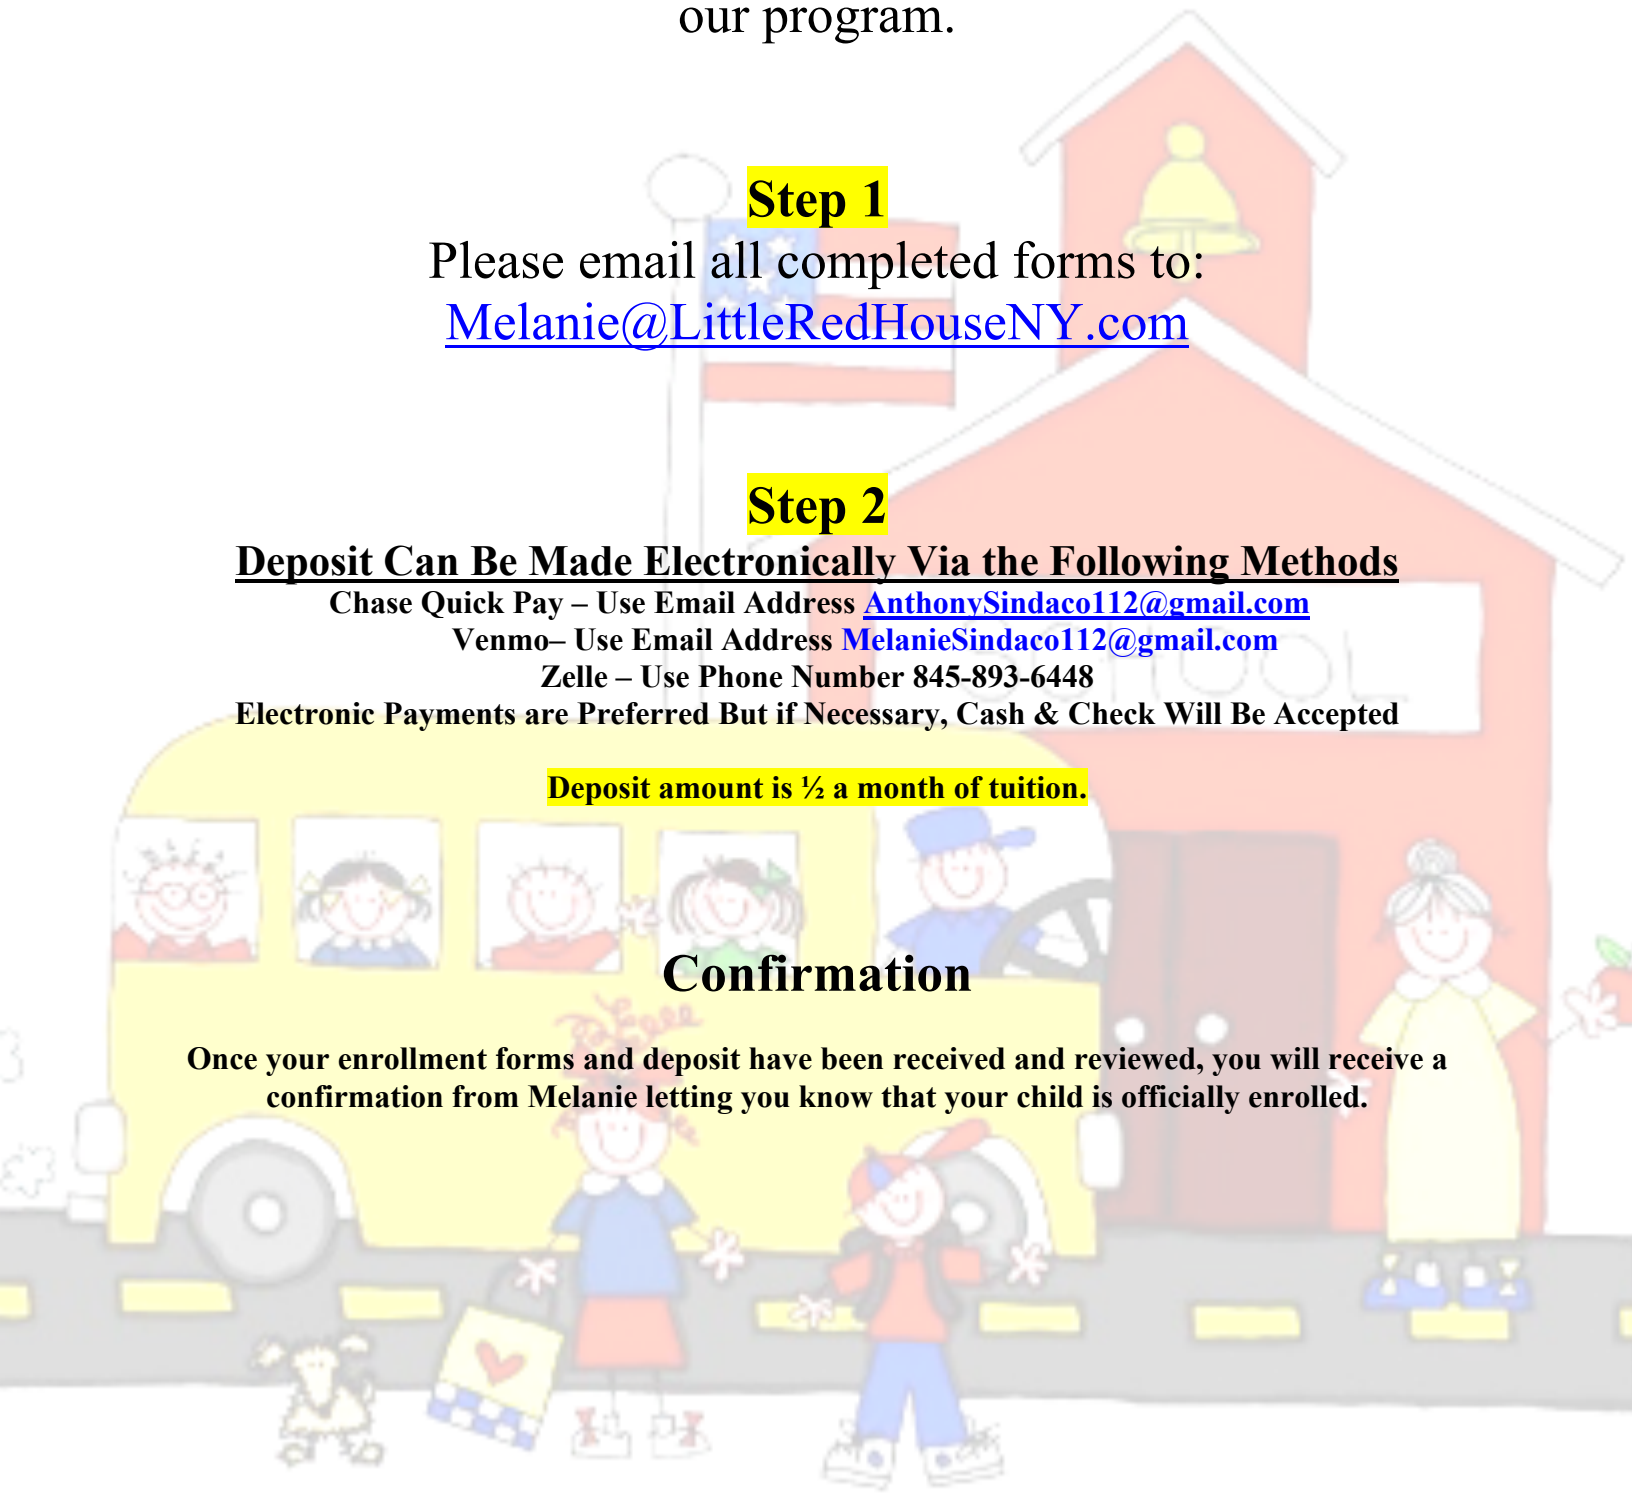 our program.
Step 1
Please email all completed forms to:
Melanie@LittleRedHouseNY.com
Step 2
Deposit Can Be Made Electronically Via the Following Methods
Chase Quick Pay – Use Email Address AnthonySindaco112@gmail.com
Venmo– Use Email Address MelanieSindaco112@gmail.com
Zelle – Use Phone Number 845-893-6448
SCHOOL
Electronic Payments are Preferred But if Necessary, Cash & Check Will Be Accepted
Deposit amount is ½ a month of tuition.
Confirmation
Once your enrollment forms and deposit have been received and reviewed, you will receive a
confirmation from Melanie letting you know that your child is officially enrolled.